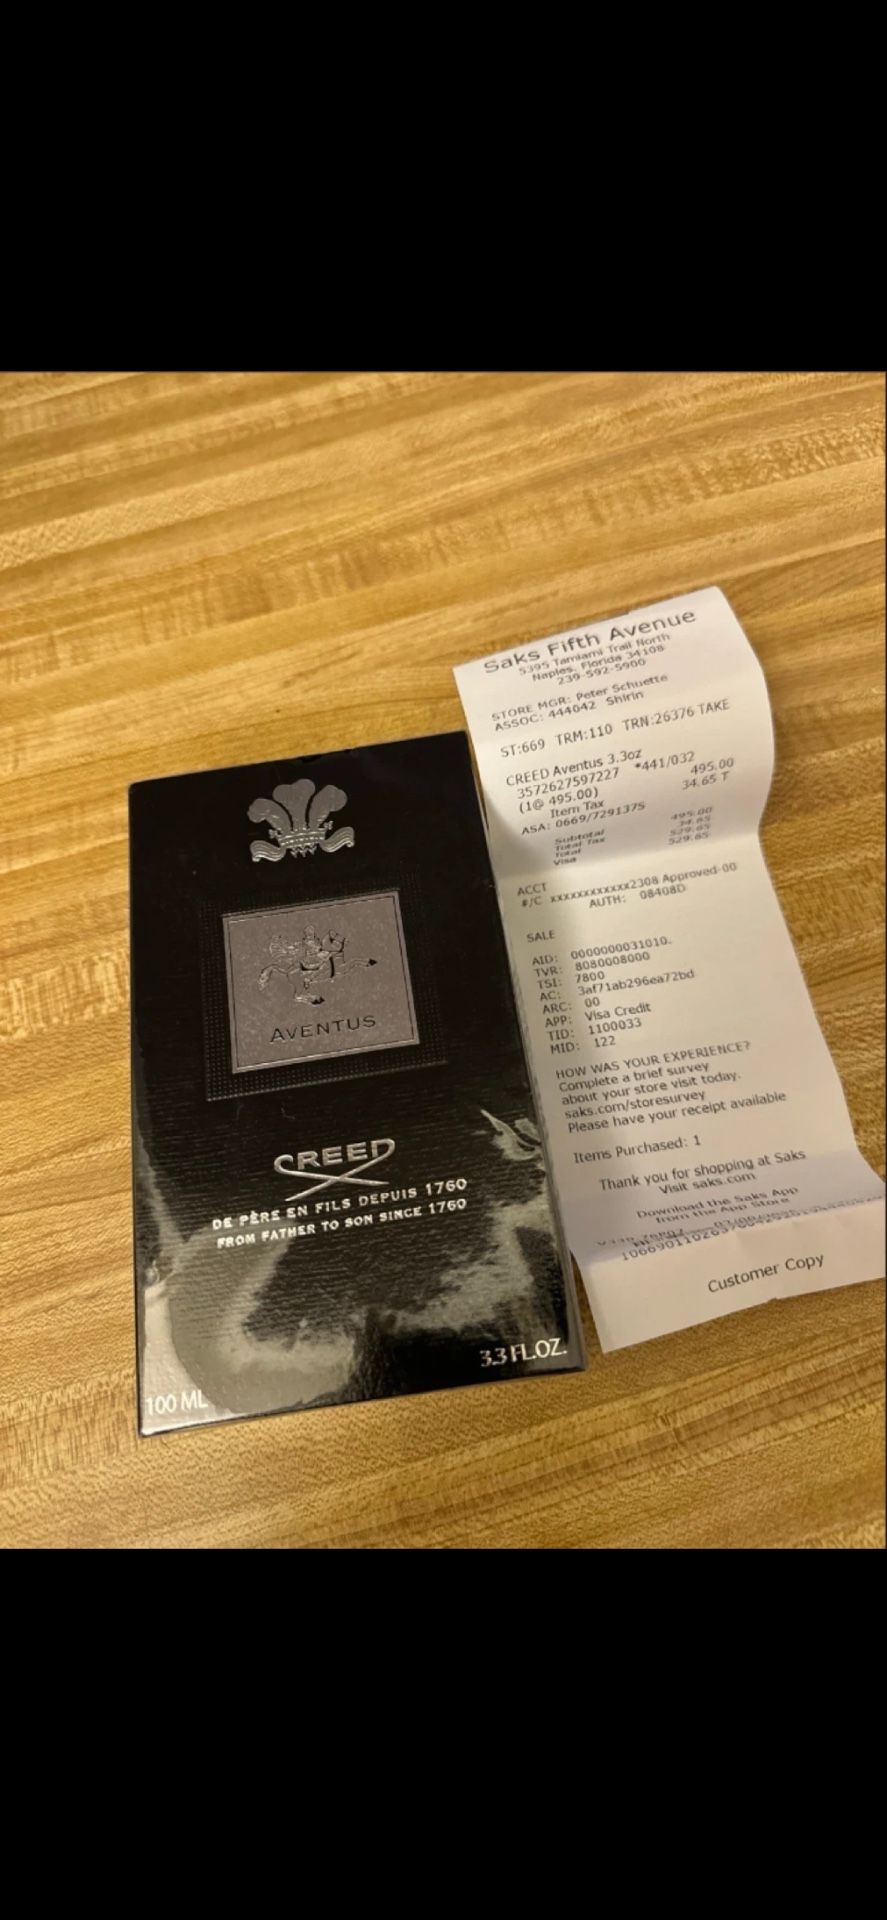 AVENTUS
CREED
DE PÈRE EN FILS DEPUIS 1760
FROM FATHER TO SON SINCE 1760
100 ML
3.3 FL.OZ.
Saks Fifth Avenue
5395 Tamiami Trail North
Naples, Florida 34108
239-592-5900
STORE MGR: Peter Schuette
ASSOC: 444042 Shirin
ST:669 TRM:110 TRN:26376 TAKE
CREED Aventus 3.3oz
3572627597227 *441/032
(1@ 495.00) 495.00
Item Tax 34.65 T
ASA: 0669/729137S
Subtotal 495.00
Total Tax 34.65
Total 529.65
Visa 529.65
ACCT
#/C xxxxxxxxxxxx2308 Approved-00
AUTH: 08408D
SALE
AID: 0000000031010.
TVR: 8080008000
TSI: 7800
AC: 3af71ab296ea72bd
ARC: 00
APP: Visa Credit
TID: 1100033
MID: 122
HOW WAS YOUR EXPERIENCE?
Complete a brief survey
about your store visit today.
saks.com/storesurvey
Please have your receipt available
Items Purchased: 1
Thank you for shopping at Saks
Visit saks.com
Download the Saks App
from the App Store
Customer Copy